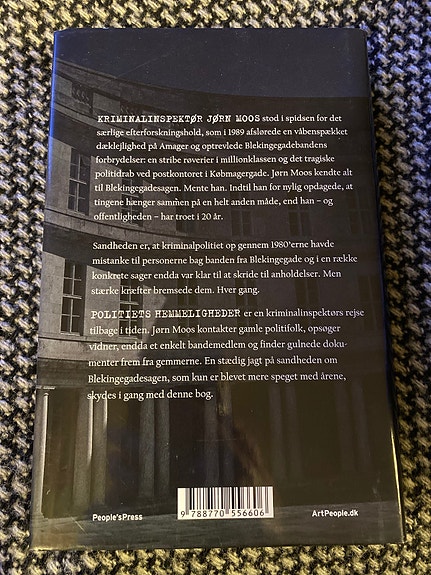 KRIMINALINSPEKTØR JØRN MOOS stod i spidsen for det
særlige efterforskningshold, som i 1989 afslørede en våbenspækket
dæklejlighed på Amager og optrevlede Blekingegadebandens
forbrydelser: en stribe røverier i millionklassen og det tragiske
politidrab ved postkontoret i Købmagergade. Jørn Moos kendte alt
til Blekingegadesagen. Mente han. Indtil han for nylig opdagede, at
tingene hænger sammen på en helt anden måde, end han – og
offentligheden – har troet i 20 år.
Sandheden er, at kriminalpolitiet op gennem 1980'erne havde
mistanke til personerne bag banden fra Blekingegade og i en række
konkrete sager endda var klar til at skride til anholdelser. Men
stærke kræfter bremsede dem. Hver gang.
POLITIETS HEMMELIGHEDER er en kriminalinspektørs rejse
tilbage i tiden. Jørn Moos kontakter gamle politifolk, opsøger
vidner, endda et enkelt bandemedlem og finder gulnede doku-
menter frem fra gemmerne. En stædig jagt på sandheden om
Blekingegadesagen, som kun er blevet mere speget med årene,
skydes i gang med denne bog.
People'sPress
9 788770 556606
ArtPeople.dk